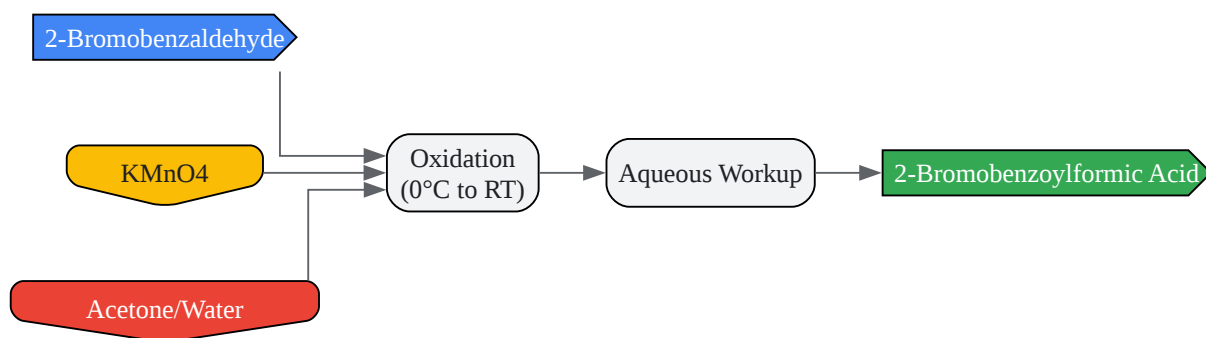 2-Bromobenzaldehyde
KMnO4
Acetone/Water
Oxidation
(0°C to RT)
Aqueous Workup
2-Bromobenzoylformic Acid